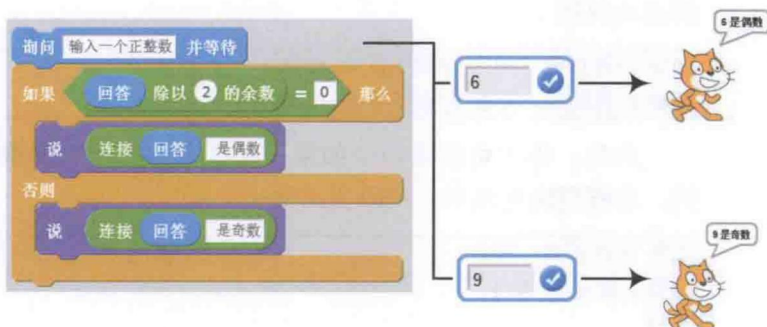 询问 输入一个正整数 并等待
如果 回答 除以 2 的余数 = 0 那么
说 连接 回答 是偶数
否则
说 连接 回答 是奇数
6
6 是偶数
9
9 是奇数